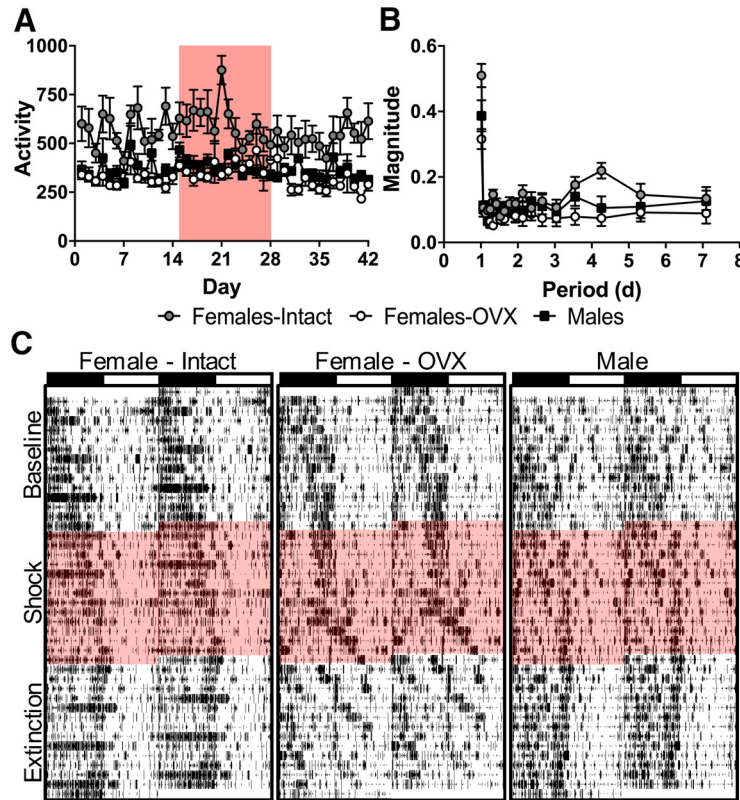 A
B
1000
750
500
250
0
Activity
0 7 14 21 28 35 42
Day
0.6
0.4
0.2
0.0
Magnitude
0 1 2 3 4 5 6 7 8
Period (d)
Females-Intact Females-OVX Males
C
Female - Intact Female - OVX Male
Baseline
Shock
Extinction